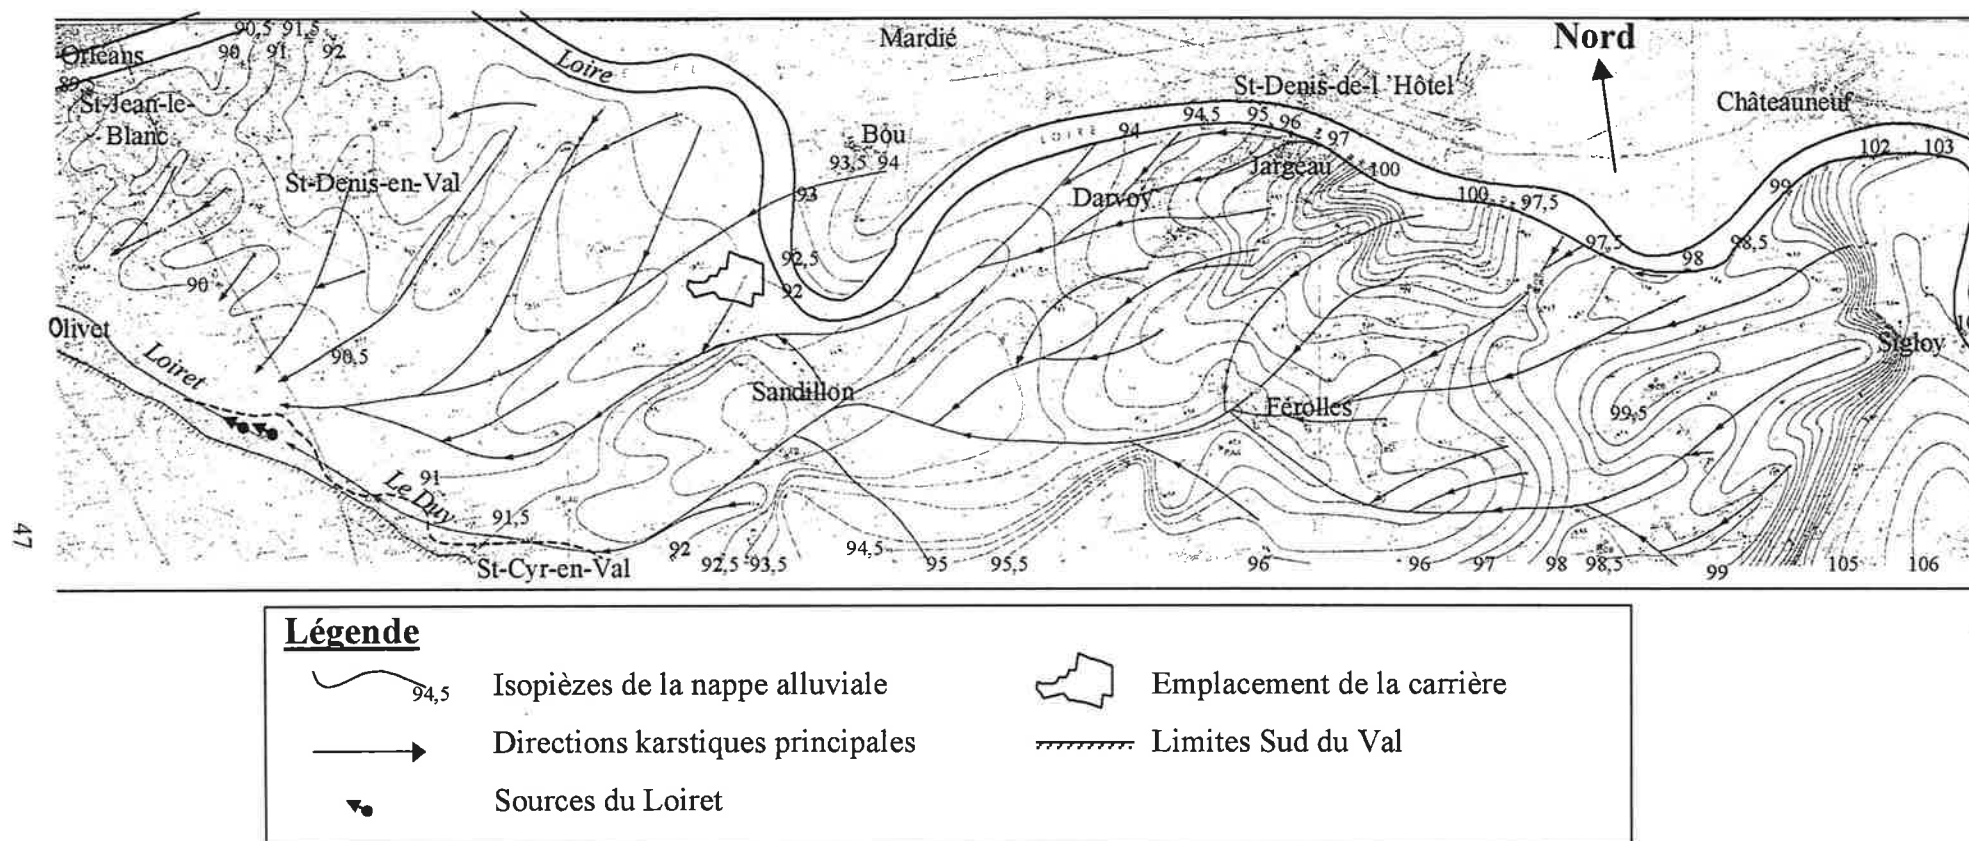 90,5 91,5
Orléans
90 91 92
89
St-Jean-le-
Blanc
St-Denis-en-Val
Loire
Mardié
Bou
93,5 94
93
92,5
92
LOIRE
94 94,5 95 96 97
St-Denis-de-l'Hôtel
Jargeau
Darvoy
100
100
97,5
97,5
98
98,5
99
Nord
Châteauneuf
102 103
Sigloy
90
Olivet
Loiret
90,5
Sandillon
Férolles
99,5
91
Le Duy
91,5
St-Cyr-en-Val
92
92,5 93,5
94,5
95
95,5
96
96
97
98
98,5
99
105
106
47
Légende
94,5
Isopièzes de la nappe alluviale
Emplacement de la carrière
Directions karstiques principales
Limites Sud du Val
Sources du Loiret